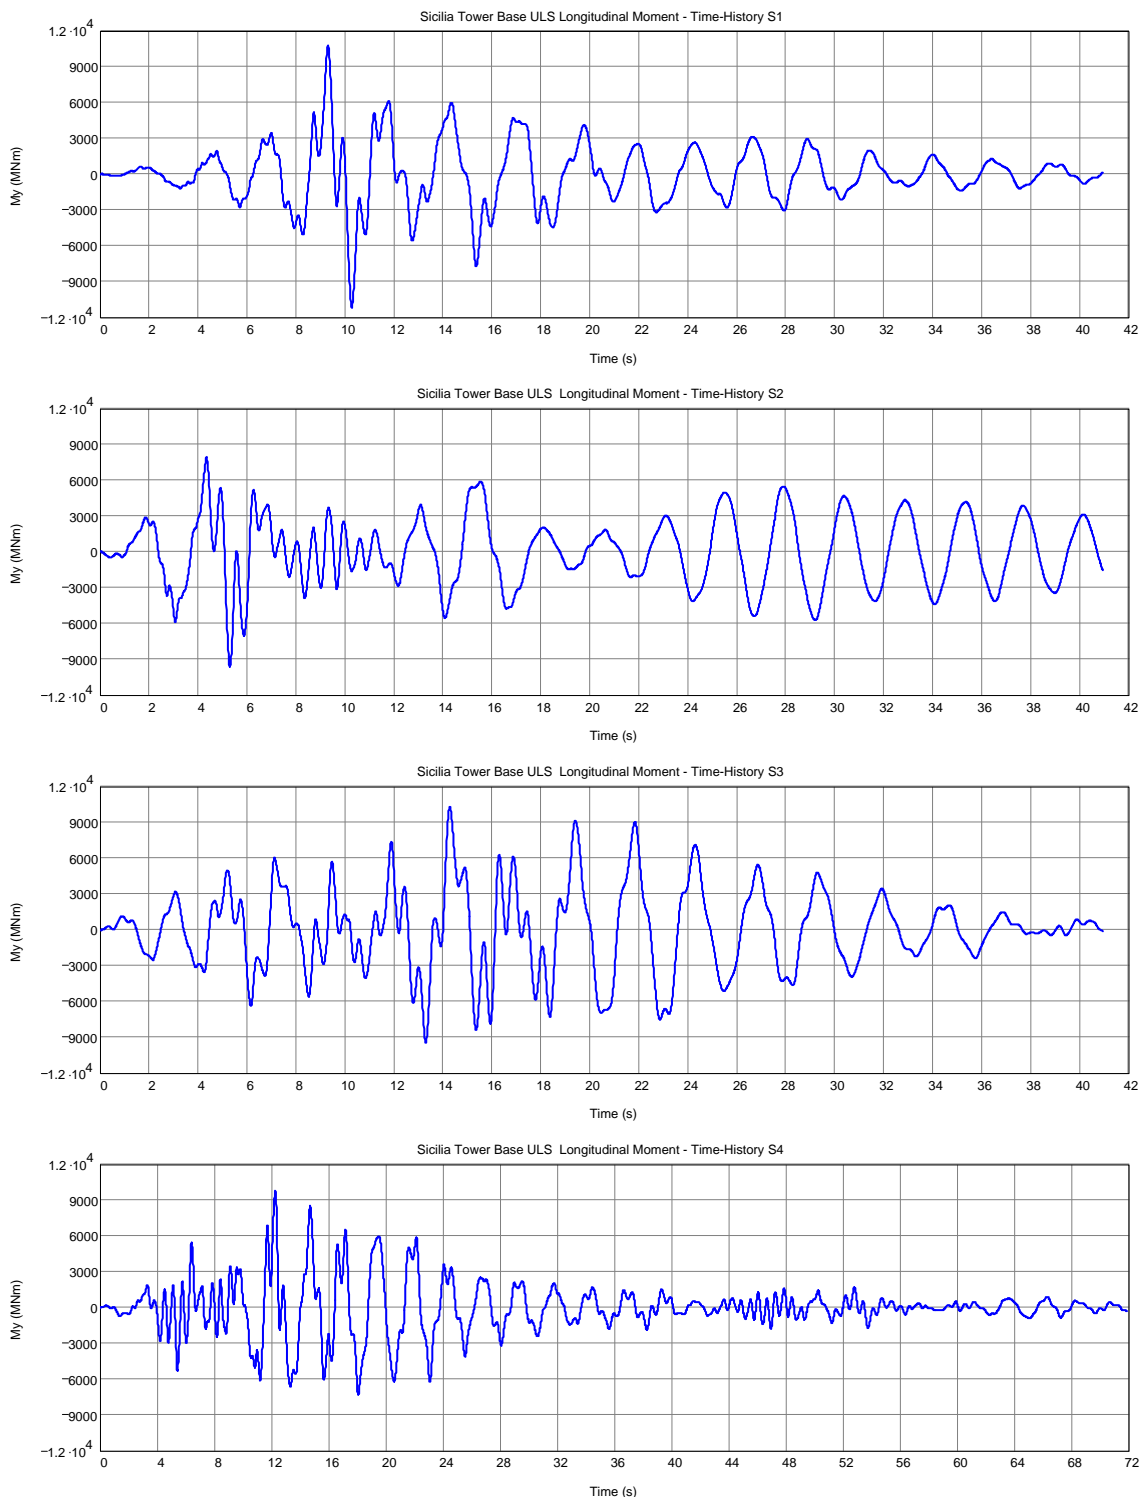 Sicilia Tower Base ULS Longitudinal Moment - Time-History S1
1.2·10^4
9000
6000
3000
0
−3000
−6000
−9000
−1.2·10^4
My (MNm)
0 2 4 6 8 10 12 14 16 18 20 22 24 26 28 30 32 34 36 38 40 42
Time (s)
Sicilia Tower Base ULS  Longitudinal Moment - Time-History S2
1.2·10^4
9000
6000
3000
0
−3000
−6000
−9000
−1.2·10^4
My (MNm)
0 2 4 6 8 10 12 14 16 18 20 22 24 26 28 30 32 34 36 38 40 42
Time (s)
Sicilia Tower Base ULS  Longitudinal Moment - Time-History S3
1.2·10^4
9000
6000
3000
0
−3000
−6000
−9000
−1.2·10^4
My (MNm)
0 2 4 6 8 10 12 14 16 18 20 22 24 26 28 30 32 34 36 38 40 42
Time (s)
Sicilia Tower Base ULS  Longitudinal Moment - Time-History S4
1.2·10^4
9000
6000
3000
0
−3000
−6000
−9000
−1.2·10^4
My (MNm)
0 4 8 12 16 20 24 28 32 36 40 44 48 52 56 60 64 68 72
Time (s)